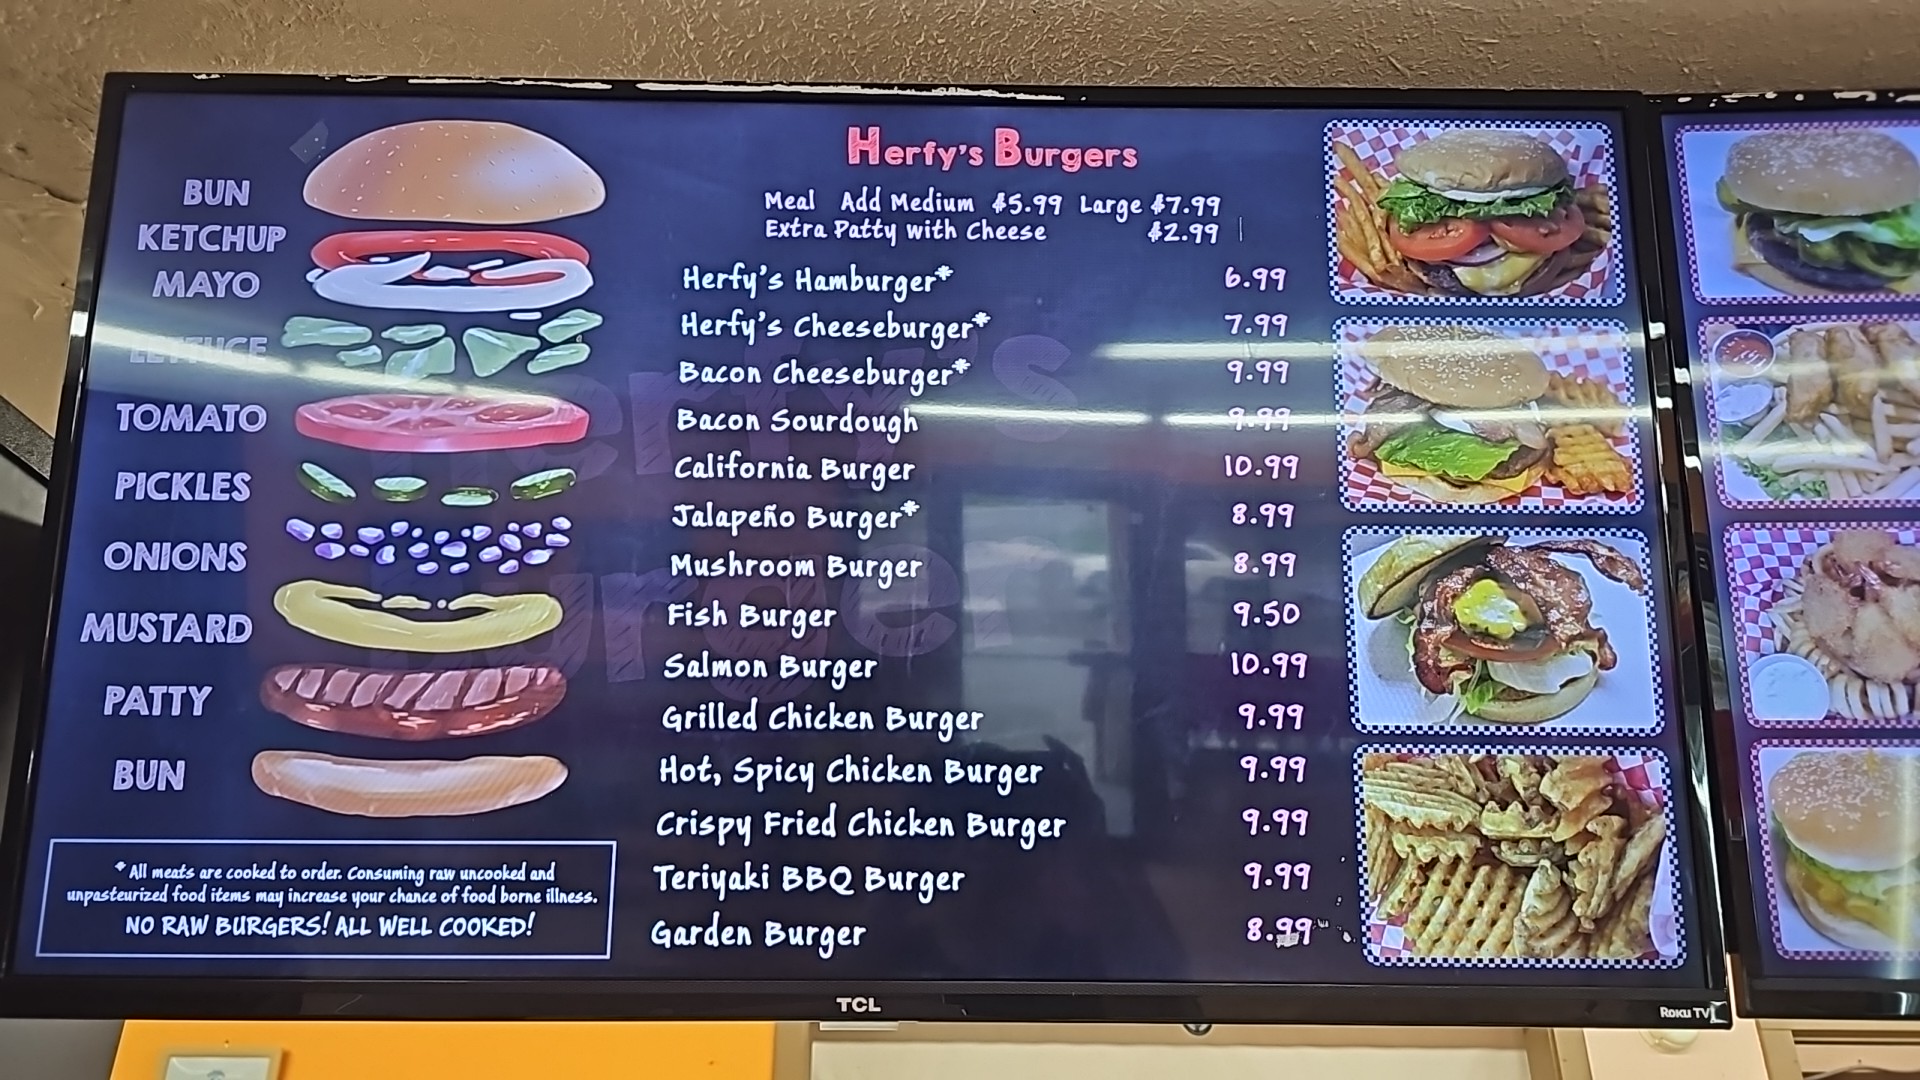 BUN
KETCHUP
MAYO
LETTUCE
TOMATO
PICKLES
ONIONS
MUSTARD
PATTY
BUN
* All meats are cooked to order. Consuming raw uncooked and
unpasteurized food items may increase your chance of food borne illness.
NO RAW BURGERS! ALL WELL COOKED!
Herfy's Burgers
Meal Add Medium $5.99 Large $7.99
Extra Patty with Cheese $2.99
Herfy's Hamburger* 6.99
Herfy's Cheeseburger* 7.99
Bacon Cheeseburger* 9.99
Bacon Sourdough 9.99
California Burger 10.99
Jalapeño Burger* 8.99
Mushroom Burger 8.99
Fish Burger 9.50
Salmon Burger 10.99
Grilled Chicken Burger 9.99
Hot, Spicy Chicken Burger 9.99
Crispy Fried Chicken Burger 9.99
Teriyaki BBQ Burger 9.99
Garden Burger 8.99
Herfy's
Burger
TCL
Roku TV